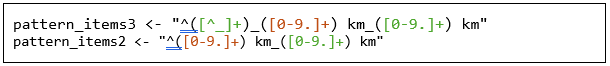 pattern_items3 <- "^([^_]+)_([0-9.]+) km_([0-9.]+) km"
pattern_items2 <- "^([0-9.]+) km_([0-9.]+) km"